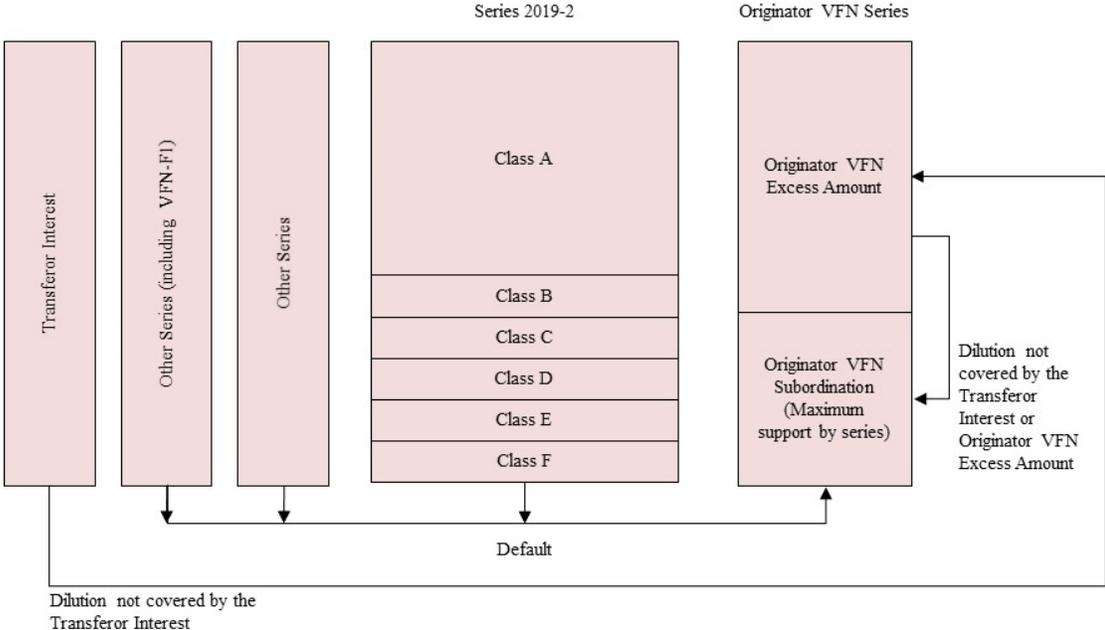 Series 2019-2
Originator VFN Series
Transferor Interest
Other Series (including VFN-F1)
Other Series
Class A
Class B
Class C
Class D
Class E
Class F
Originator VFN
Excess Amount
Originator VFN
Subordination
(Maximum
support by series)
Dilution not
covered by the
Transferor
Interest or
Originator VFN
Excess Amount
Default
Dilution not covered by the
Transferor Interest